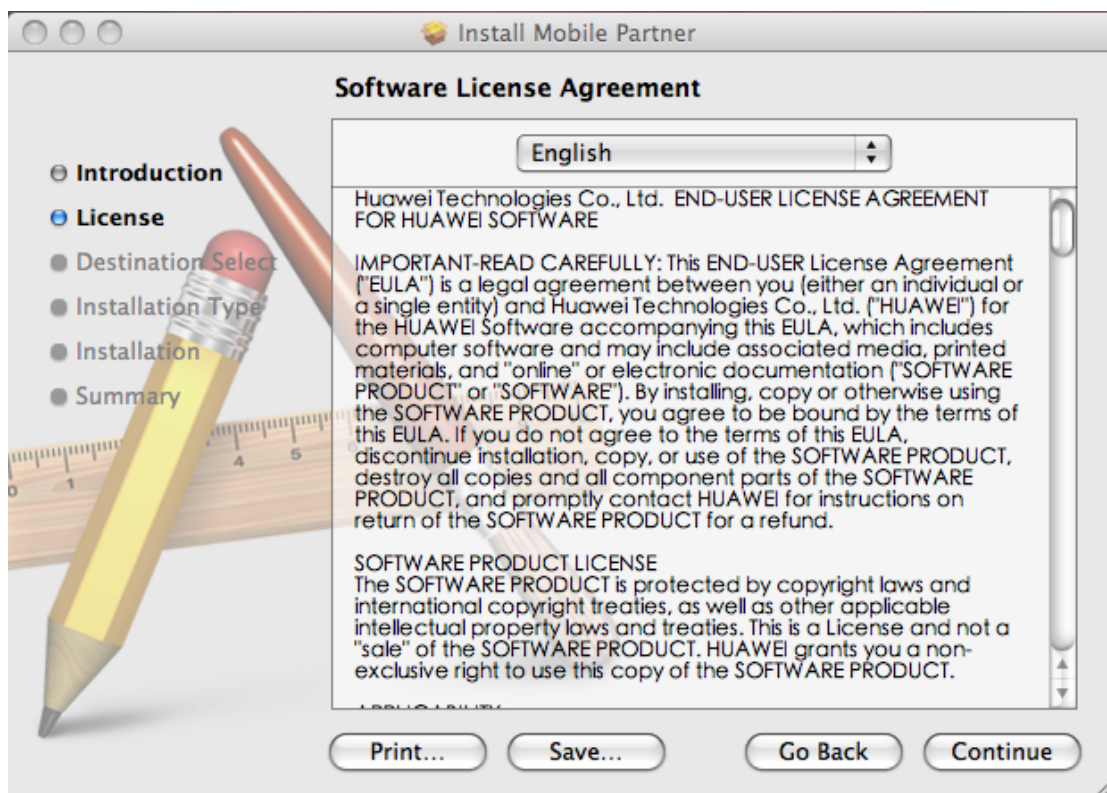 Install Mobile Partner
Software License Agreement
Introduction
License
Destination Select
Installation Type
Installation
Summary
English
Huawei Technologies Co., Ltd. END-USER LICENSE AGREEMENT
FOR HUAWEI SOFTWARE
IMPORTANT-READ CAREFULLY: This END-USER License Agreement
("EULA") is a legal agreement between you (either an individual or
a single entity) and Huawei Technologies Co., Ltd. ("HUAWEI") for
the HUAWEI Software accompanying this EULA, which includes
computer software and may include associated media, printed
materials, and "online" or electronic documentation ("SOFTWARE
PRODUCT" or "SOFTWARE"). By installing, copy or otherwise using
the SOFTWARE PRODUCT, you agree to be bound by the terms of
this EULA. If you do not agree to the terms of this EULA,
discontinue installation, copy, or use of the SOFTWARE PRODUCT,
destroy all copies and all component parts of the SOFTWARE
PRODUCT, and promptly contact HUAWEI for instructions on
return of the SOFTWARE PRODUCT for a refund.
SOFTWARE PRODUCT LICENSE
The SOFTWARE PRODUCT is protected by copyright laws and
international copyright treaties, as well as other applicable
intellectual property laws and treaties. This is a License and not a
"sale" of the SOFTWARE PRODUCT. HUAWEI grants you a non-
exclusive right to use this copy of the SOFTWARE PRODUCT.
0 1 4 5
Print... Save... Go Back Continue